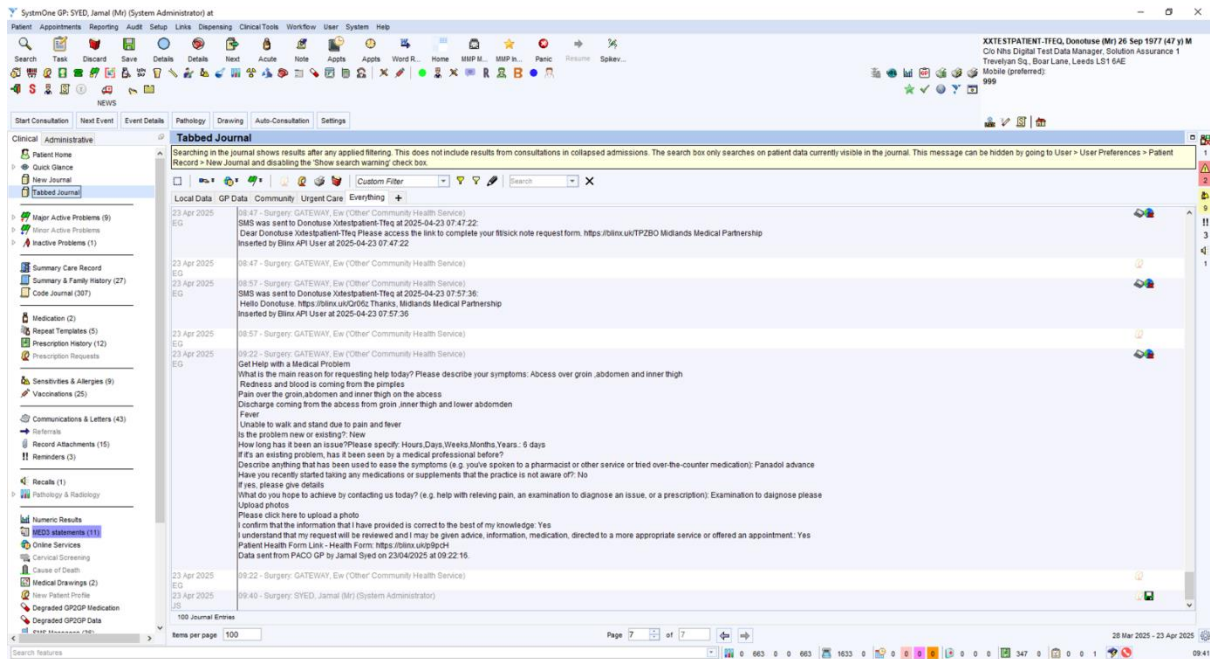 SystmOne GP: SYED, Jamal (Mr) (System Administrator) at
Patient Appointments Reporting Audit Setup Links Dispensing Clinical Tools Workflow User System Help
Search Task Discard Save Details Details Next Acute Note Appts Appts Word R... Home MMP M... MMP In... Panic Resume Spikev...
XXTESTPATIENT-TFEQ, Donotuse (Mr) 26 Sep 1977 (47 y) M
C/o Nhs Digital Test Data Manager, Solution Assurance 1
Trevelyan Sq., Boar Lane, Leeds LS1 6AE
Mobile (preferred):
999
NEWS
Start Consultation Next Event Event Details Pathology Drawing Auto-Consultation Settings
Clinical Administrative
Patient Home
Quick Glance
New Journal
Tabbed Journal
Major Active Problems (9)
Minor Active Problems
Inactive Problems (1)
Summary Care Record
Summary & Family History (27)
Code Journal (307)
Medication (2)
Repeat Templates (5)
Prescription History (12)
Prescription Requests
Sensitivities & Allergies (9)
Vaccinations (25)
Communications & Letters (43)
Referrals
Record Attachments (15)
Reminders (3)
Recalls (1)
Pathology & Radiology
Numeric Results
MED3 statements (11)
Online Services
Cervical Screening
Cause of Death
Medical Drawings (2)
New Patient Profile
Degraded GP2GP Medication
Degraded GP2GP Data
Search features
Tabbed Journal
Searching in the journal shows results after any applied filtering. This does not include results from consultations in collapsed admissions. The search box only searches on patient data currently visible in the journal. This message can be hidden by going to User > User Preferences > Patient
Record > New Journal and disabling the 'Show search warning' check box.
Custom Filter Search
Local Data GP Data Community Urgent Care Everything +
23 Apr 2025 08:47 - Surgery: GATEWAY, Ew ('Other' Community Health Service)
EG SMS was sent to Donotuse Xxtestpatient-Tfeq at 2025-04-23 07:47:22:
Dear Donotuse Xxtestpatient-Tfeq Please access the link to complete your fit/sick note request form. https://blinx.uk/TPZBO Midlands Medical Partnership
Inserted by Blinx API User at 2025-04-23 07:47:22
23 Apr 2025 08:47 - Surgery: GATEWAY, Ew ('Other' Community Health Service)
EG
23 Apr 2025 08:57 - Surgery: GATEWAY, Ew ('Other' Community Health Service)
EG SMS was sent to Donotuse Xxtestpatient-Tfeq at 2025-04-23 07:57:36:
Hello Donotuse. https://blinx.uk/Qr06z Thanks, Midlands Medical Partnership
Inserted by Blinx API User at 2025-04-23 07:57:36
23 Apr 2025 08:57 - Surgery: GATEWAY, Ew ('Other' Community Health Service)
EG
23 Apr 2025 09:22 - Surgery: GATEWAY, Ew ('Other' Community Health Service)
EG Get Help with a Medical Problem
What is the main reason for requesting help today? Please describe your symptoms: Abcess over groin ,abdomen and inner thigh
Redness and blood is coming from the pimples
Pain over the groin,abdomen and inner thigh on the abcess
Discharge coming from the abcess from groin ,inner thigh and lower abdomden
Fever
Unable to walk and stand due to pain and fever
Is the problem new or existing?: New
How long has it been an issue?Please specify: Hours,Days,Weeks,Months,Years.: 6 days
If it's an existing problem, has it been seen by a medical professional before?
Describe anything that has been used to ease the symptoms (e.g. you've spoken to a pharmacist or other service or tried over-the-counter medication): Panadol advance
Have you recently started taking any medications or supplements that the practice is not aware of?: No
If yes, please give details
What do you hope to achieve by contacting us today? (e.g. help with releving pain, an examination to diagnose an issue, or a prescription): Examination to daignose please
Upload photos
Please click here to upload a photo
I confirm that the information that I have provided is correct to the best of my knowledge: Yes
I understand that my request will be reviewed and I may be given advice, information, medication, directed to a more appropriate service or offered an appointment.: Yes
Patient Health Form Link - Health Form: https://blinx.uk/p9pcH
Data sent from PACO GP by Jamal Syed on 23/04/2025 at 09:22:16.
23 Apr 2025 09:22 - Surgery: GATEWAY, Ew ('Other' Community Health Service)
EG
23 Apr 2025 09:40 - Surgery: SYED, Jamal (Mr) (System Administrator)
JS
100 Journal Entries
Items per page 100 Page 7 of 7 28 Mar 2025 - 23 Apr 2025
1
2
9
3
1
0 663 0 0 663 1633 0 0 0 0 0 0 0 0 347 0 0 0 1 09:41